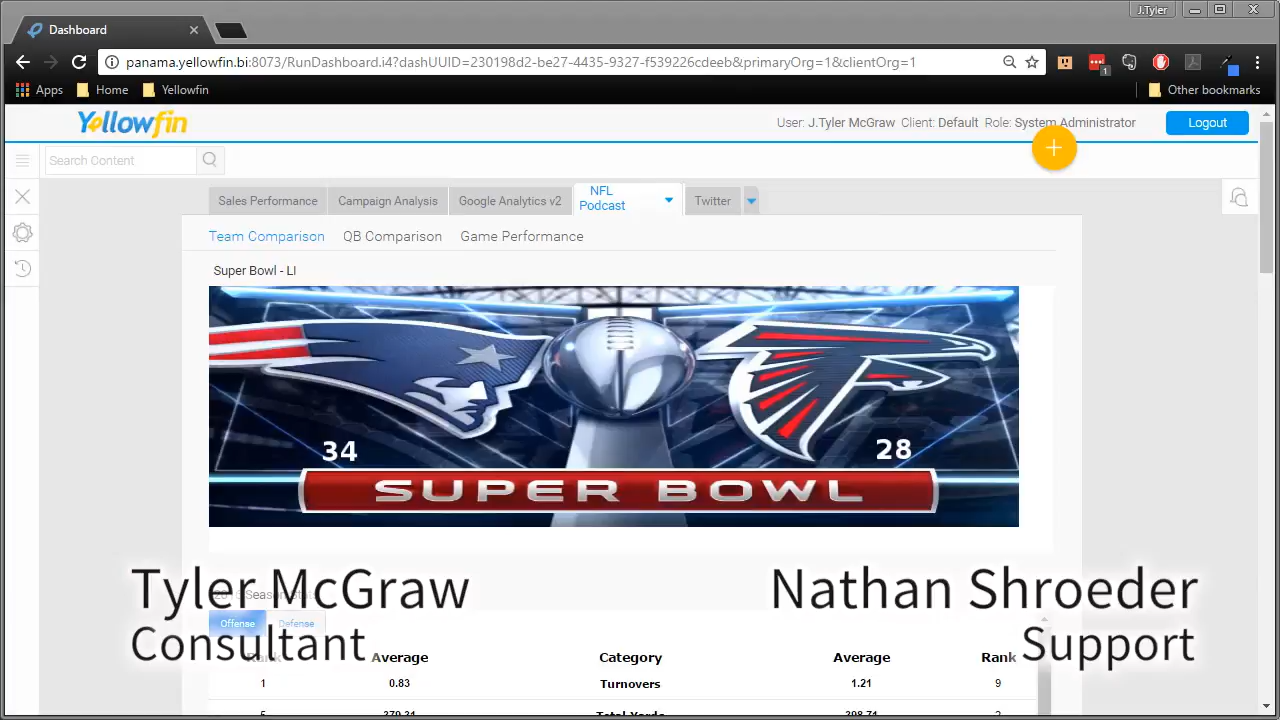 J.Tyler
Dashboard
panama.yellowfin.bi:8073/RunDashboard.i4?dashUUID=230198d2-be27-4435-9327-f539226cdeeb&primaryOrg=1&clientOrg=1
1
Apps Home Yellowfin Other bookmarks
Yellowfin
User: J.Tyler McGraw Client: Default Role: System Administrator Logout
Search Content
Sales Performance Campaign Analysis Google Analytics v2 NFL Podcast Twitter
Team Comparison QB Comparison Game Performance
Super Bowl - LI
34 28
SUPER BOWL
Tyler McGraw Nathan Shroeder
Offense Defense
Consultant Support
Average Category Average Rank
1 0.83 Turnovers 1.21 9